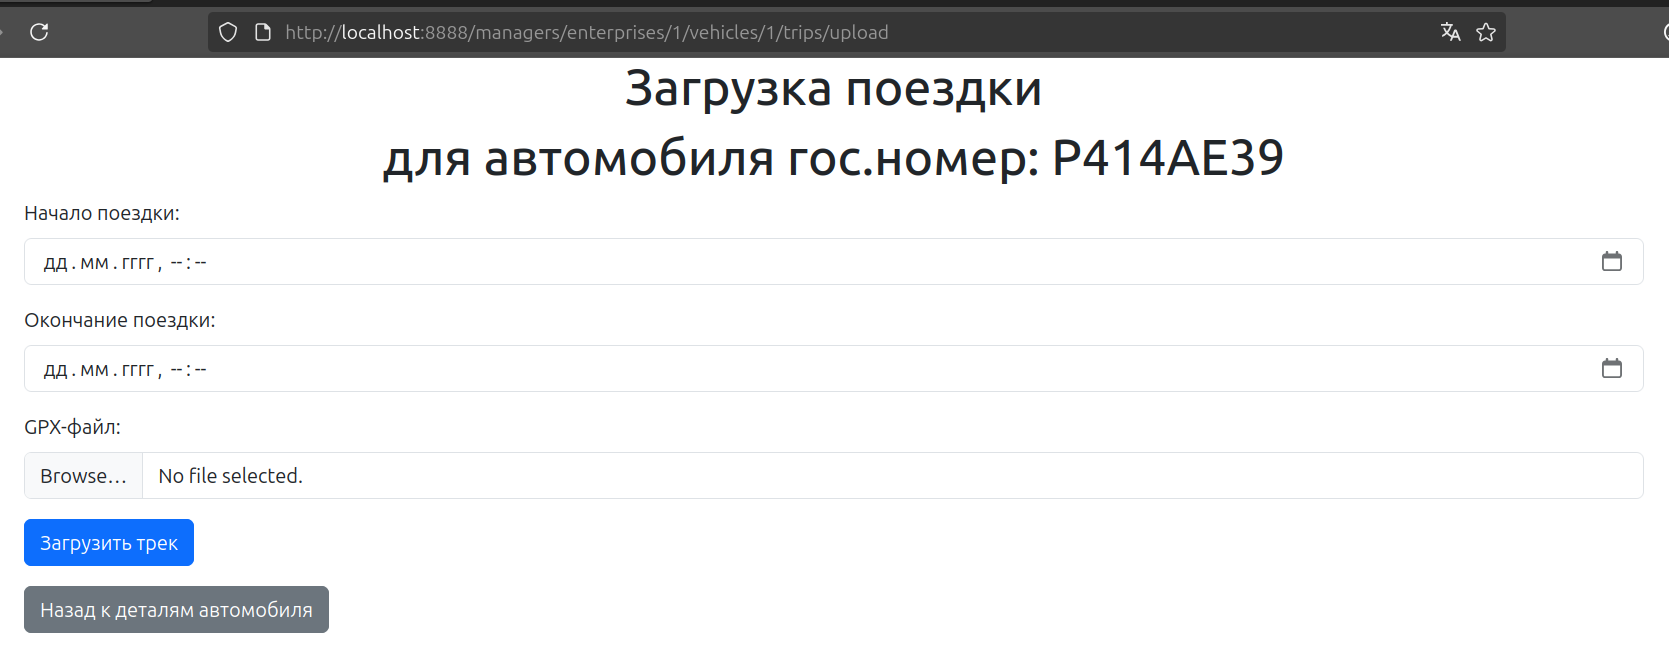 http://localhost:8888/managers/enterprises/1/vehicles/1/trips/upload
Загрузка поездки
для автомобиля гос.номер: Р414АЕ39
Начало поездки:
дд.мм.гггг, --:--
Окончание поездки:
дд.мм.гггг, --:--
GPX-файл:
Browse... No file selected.
Загрузить трек
Назад к деталям автомобиля